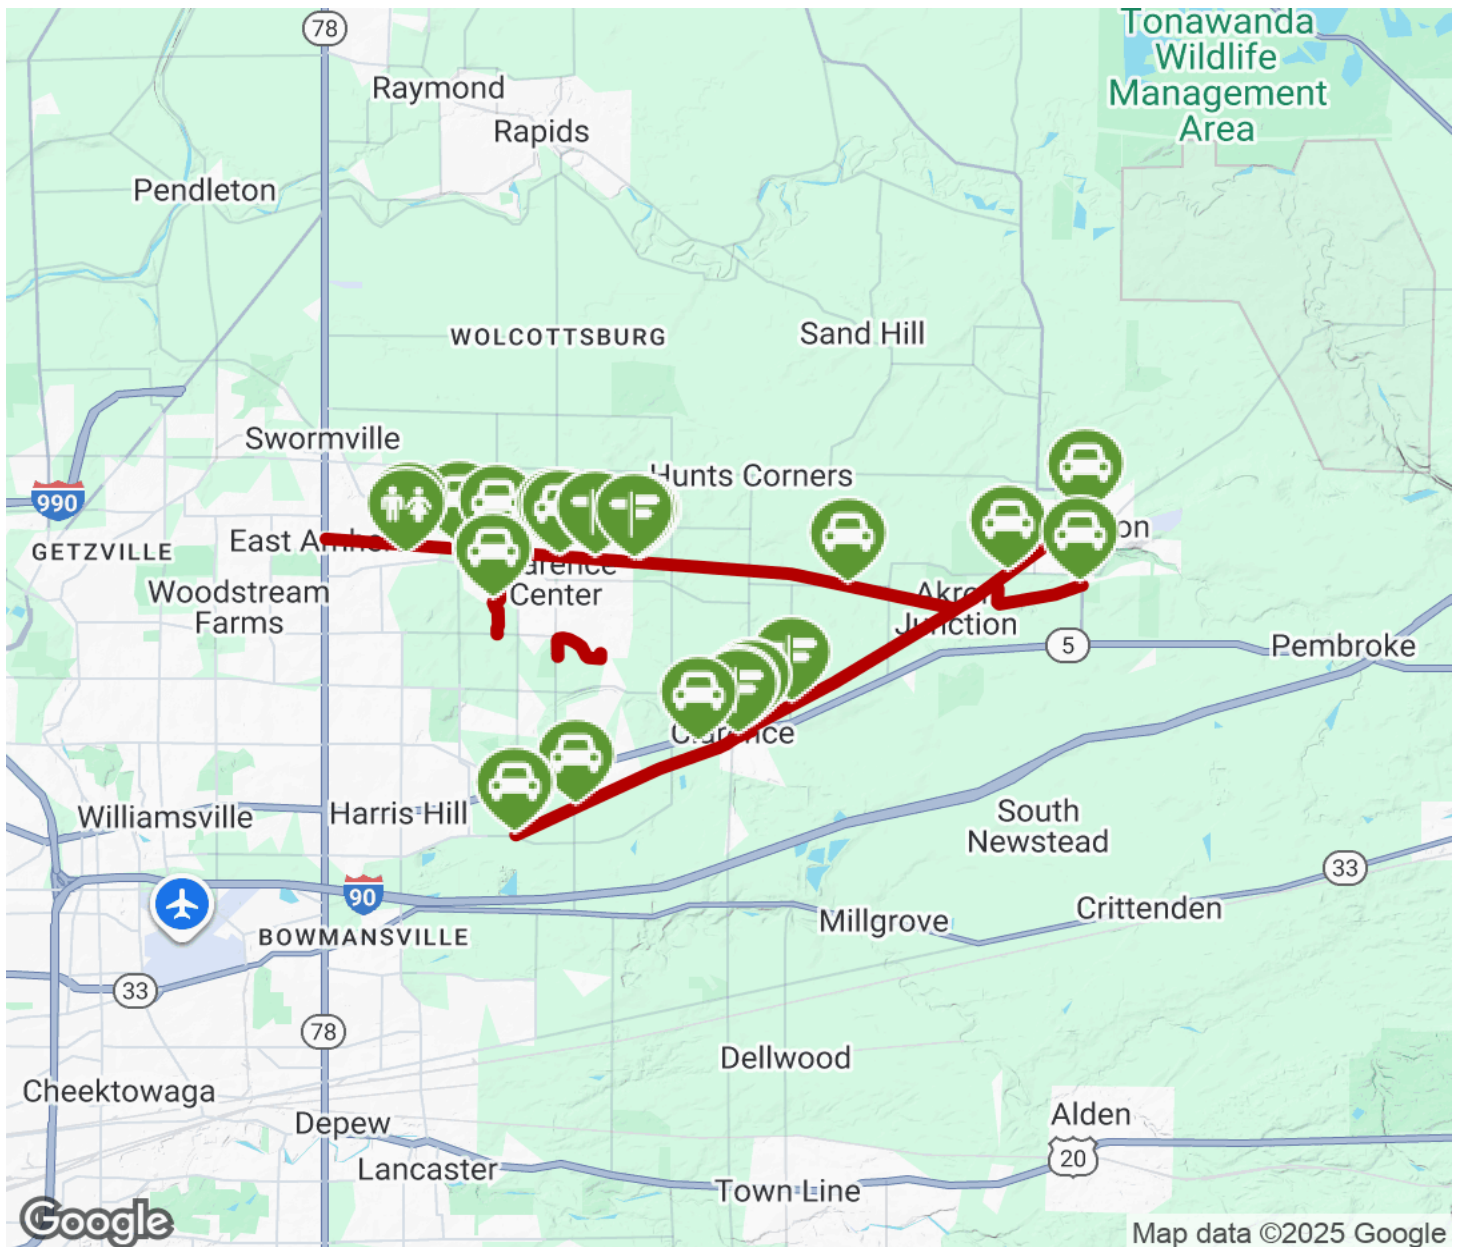 Tonawanda
Wildlife
Management
Area
78
Raymond
Rapids
Pendleton
WOLCOTTSBURG
Sand Hill
Swormville
Hunts Corners
990
GETZVILLE
East
Center
Woodstream
Farms
Junction
5
Pembroke
Williamsville
Harris Hill
South
Newstead
33
90
BOWMANSVILLE
Millgrove
Crittenden
33
78
Dellwood
Cheektowaga
Depew
Alden
20
Lancaster
Town Line
Google
Map data ©2025 Google